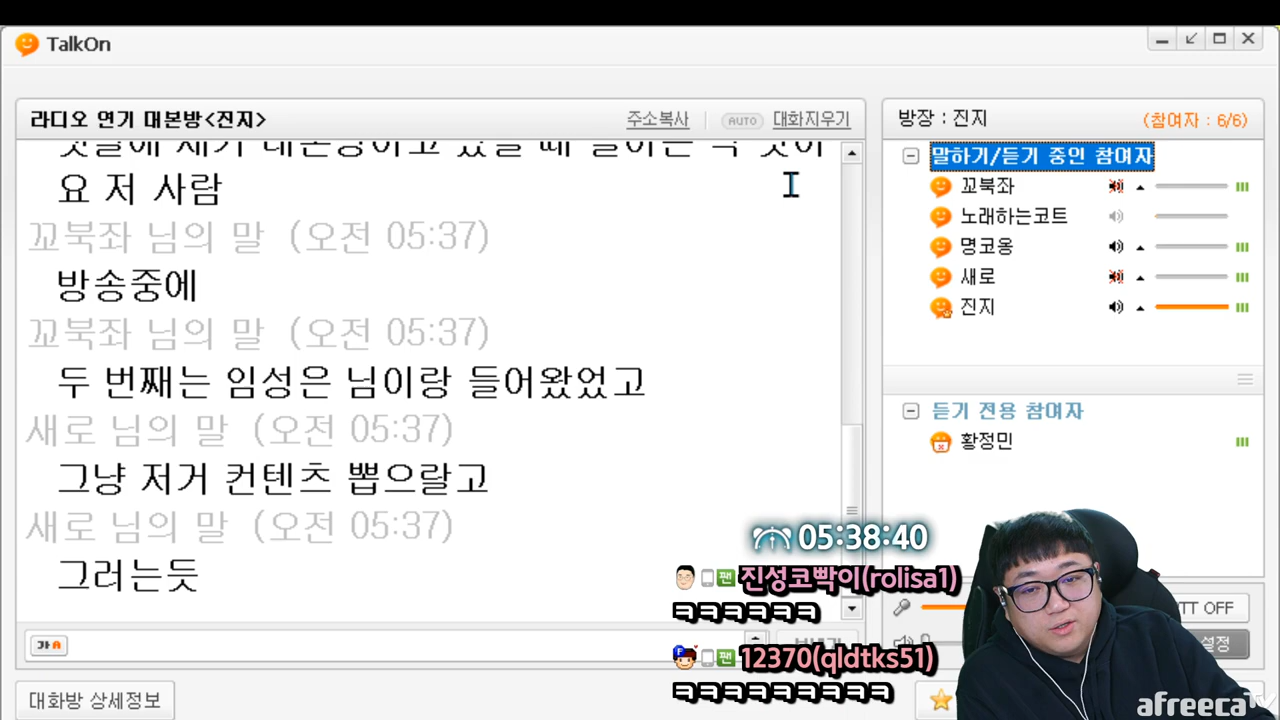 TalkOn
라디오 연기 대본방<진지>
주소복사
AUTO
대화지우기
요 저 사람
꼬북좌 님의 말 (오전 05:37)
방송중에
꼬북좌 님의 말 (오전 05:37)
두 번째는 임성은 님이랑 들어왔었고
새로 님의 말 (오전 05:37)
그냥 저거 컨텐츠 뽑으랄고
새로 님의 말 (오전 05:37)
그러는듯
가
대화방 상세정보
방장 : 진지
(참여자 : 6/6)
말하기/듣기 중인 참여자
꼬북좌
노래하는코트
명코옹
새로
진지
듣기 전용 참여자
황정민
TT OFF
설정
05:38:40
팬 진성코빡이(rolisa1)
ㅋㅋㅋㅋㅋㅋ
팬 12370(qldtks51)
ㅋㅋㅋㅋㅋㅋㅋㅋㅋ
afreecaTV